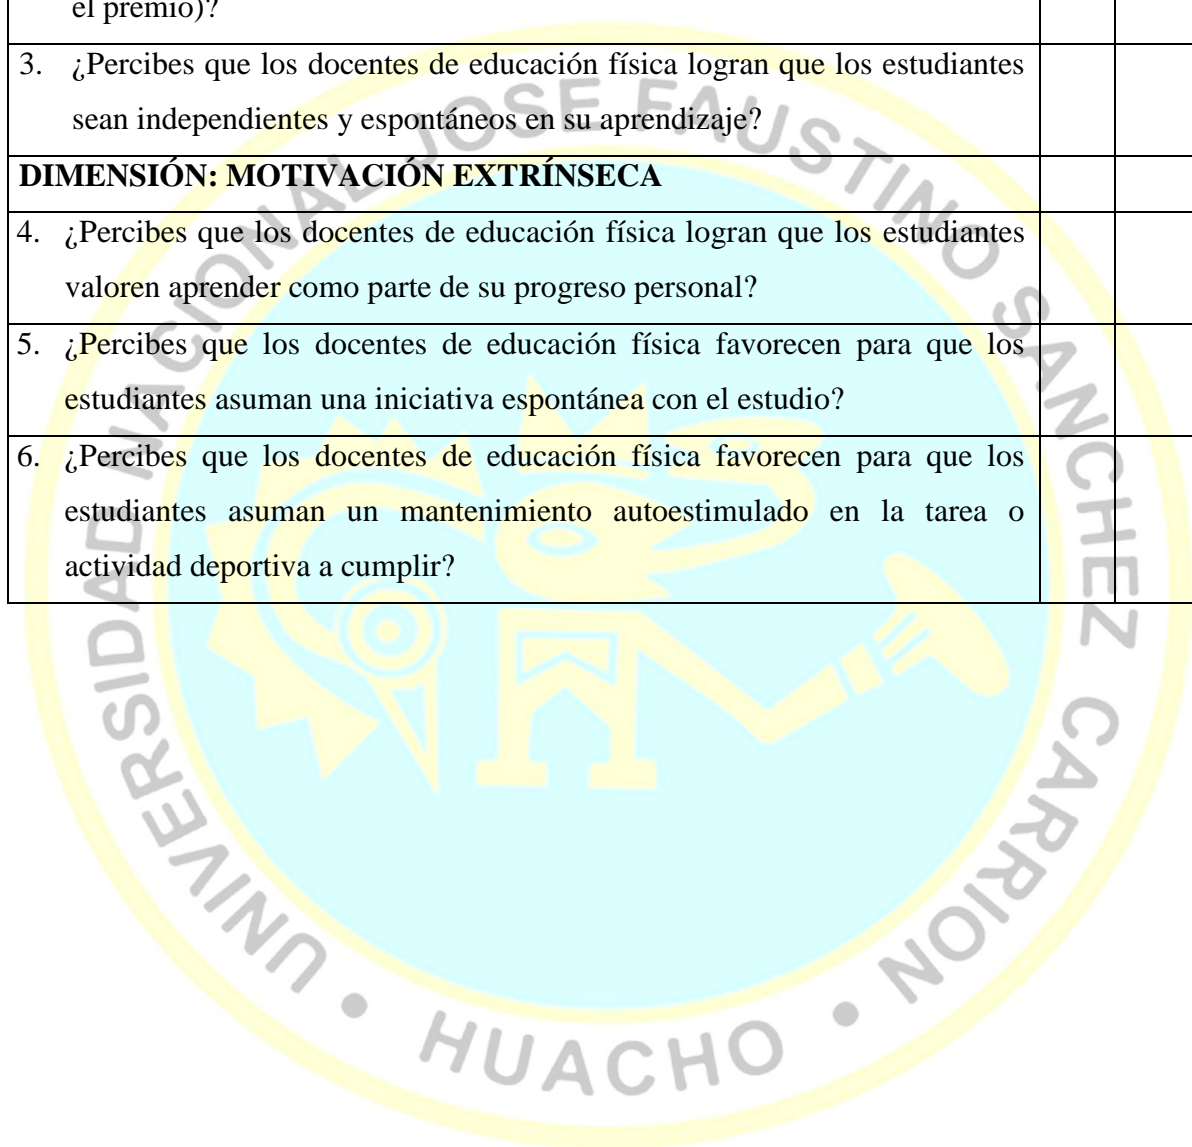 el premio)?
3. ¿Percibes que los docentes de educación física logran que los estudiantes
sean independientes y espontáneos en su aprendizaje?
DIMENSIÓN: MOTIVACIÓN EXTRÍNSECA
4. ¿Percibes que los docentes de educación física logran que los estudiantes
valoren aprender como parte de su progreso personal?
5. ¿Percibes que los docentes de educación física favorecen para que los
estudiantes asuman una iniciativa espontánea con el estudio?
6. ¿Percibes que los docentes de educación física favorecen para que los
estudiantes asuman un mantenimiento autoestimulado en la tarea o
actividad deportiva a cumplir?
UNIVERSIDAD NACIONAL JOSE FAUSTINO SANCHEZ CARRION
• HUACHO •